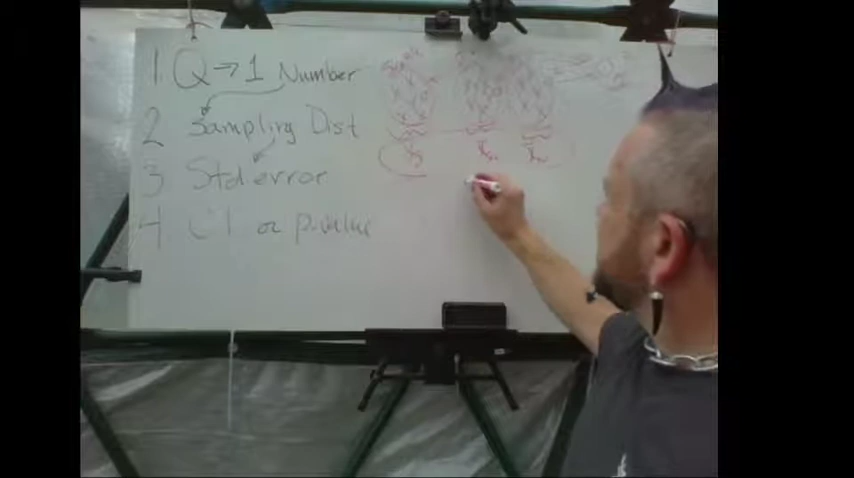 1 Q → 1 Number
2 Sampling Dist
3 Std error
4 CI or p-value